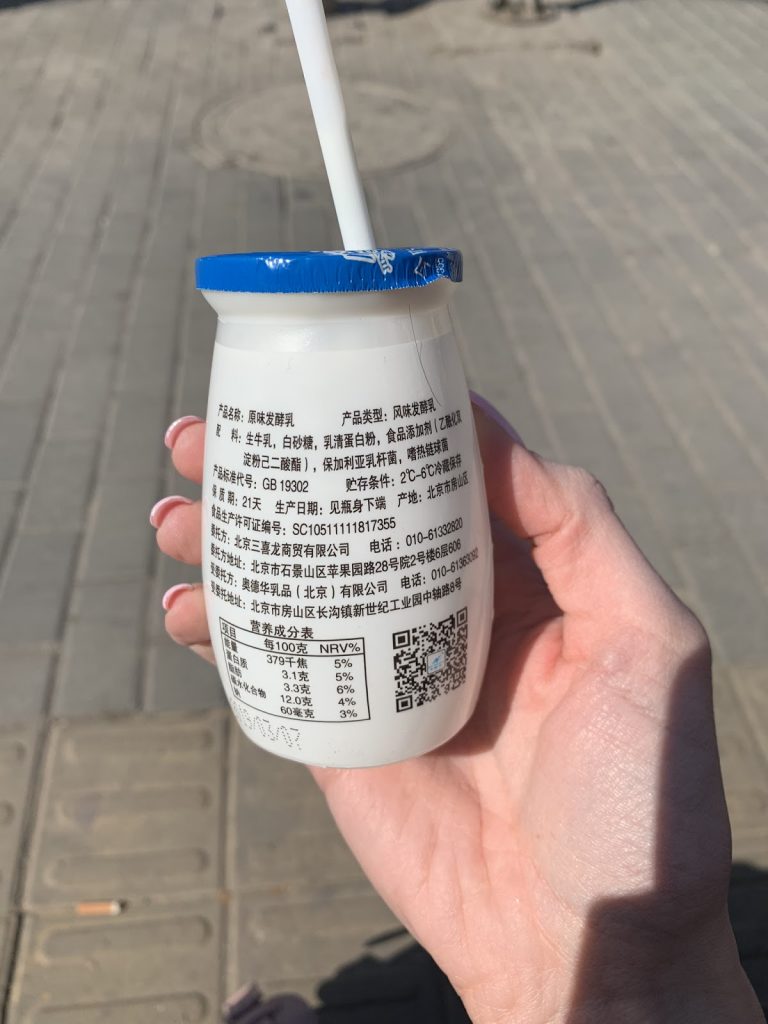 产品名称：原味发酵乳 产品类型：风味发酵乳
配 料：生牛乳，白砂糖，乳清蛋白粉，食品添加剂（乙酰化双
淀粉己二酸酯），保加利亚乳杆菌，嗜热链球菌
产品标准代号：GB 19302 贮存条件：2℃-6℃冷藏保存
保 质 期：21天 生产日期：见瓶身下端 产地：北京市房山区
食品生产许可证编号：SC10511111817355
委托方：北京三喜龙商贸有限公司 电话：010-61332820
委托方地址：北京市石景山区苹果园路28号院2号楼6层606
受委托方：奥德华乳品（北京）有限公司 电话：010-61363092
受委托地址：北京市房山区长沟镇新世纪工业园中轴路8号
营养成分表
项目 每100克 NRV%
能量 379千焦 5%
蛋白质 3.1克 5%
脂肪 3.3克 6%
碳水化合物 12.0克 4%
钠 60毫克 3%
/03/07